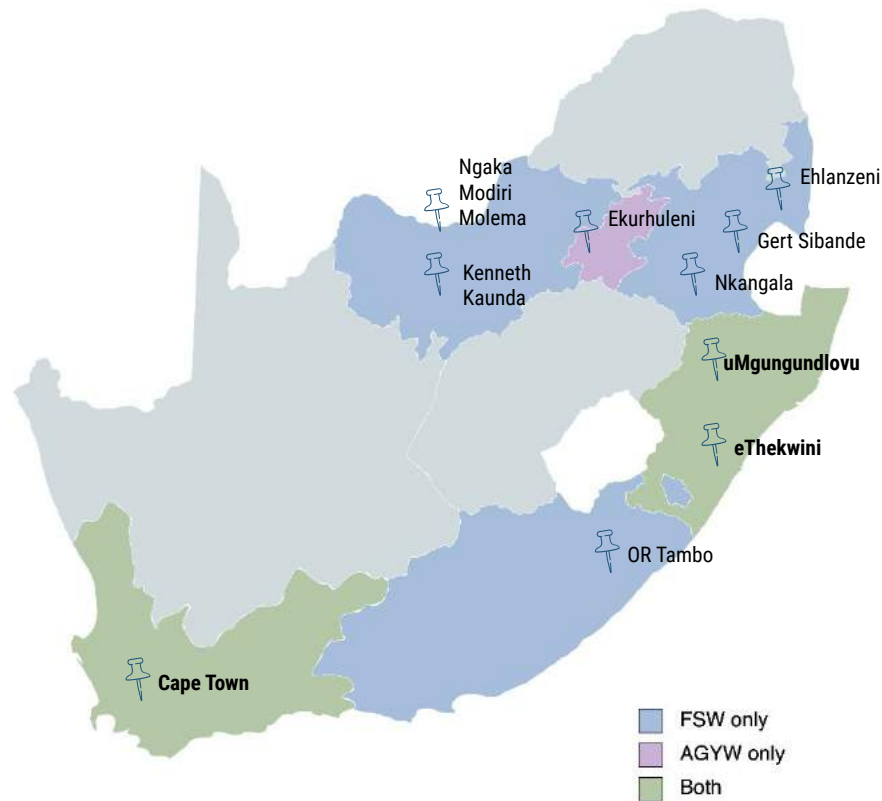 Ngaka
Modiri
Molema
Ehlanzeni
Ekurhuleni
Gert Sibande
Kenneth
Kaunda
Nkangala
uMgungundlovu
eThekwini
OR Tambo
Cape Town
FSW only
AGYW only
Both